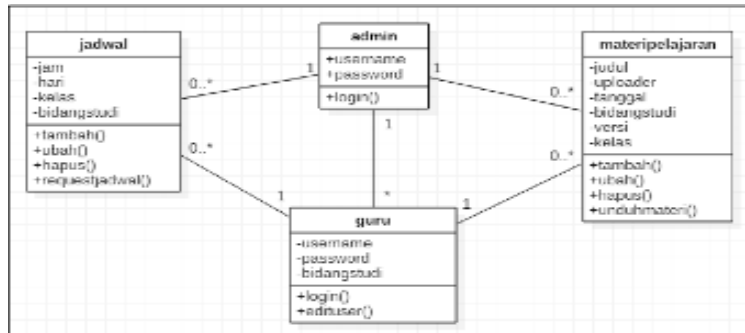 jadwal
-jam
-hari
-kelas
-bidangstudi
+tambah()
+ubah()
+hapus()
+requestjadwal()
admin
+username
+password
+login()
materipelajaran
-judul
-uploader
-tanggal
-bidangstudi
-versi
-kelas
+tambah()
+ubah()
+hapus()
+unduhmateri()
0..*
1
1
0..*
1
*
0..*
1
1
0..*
guru
-username
-password
-bidangstudi
+login()
+edituser()